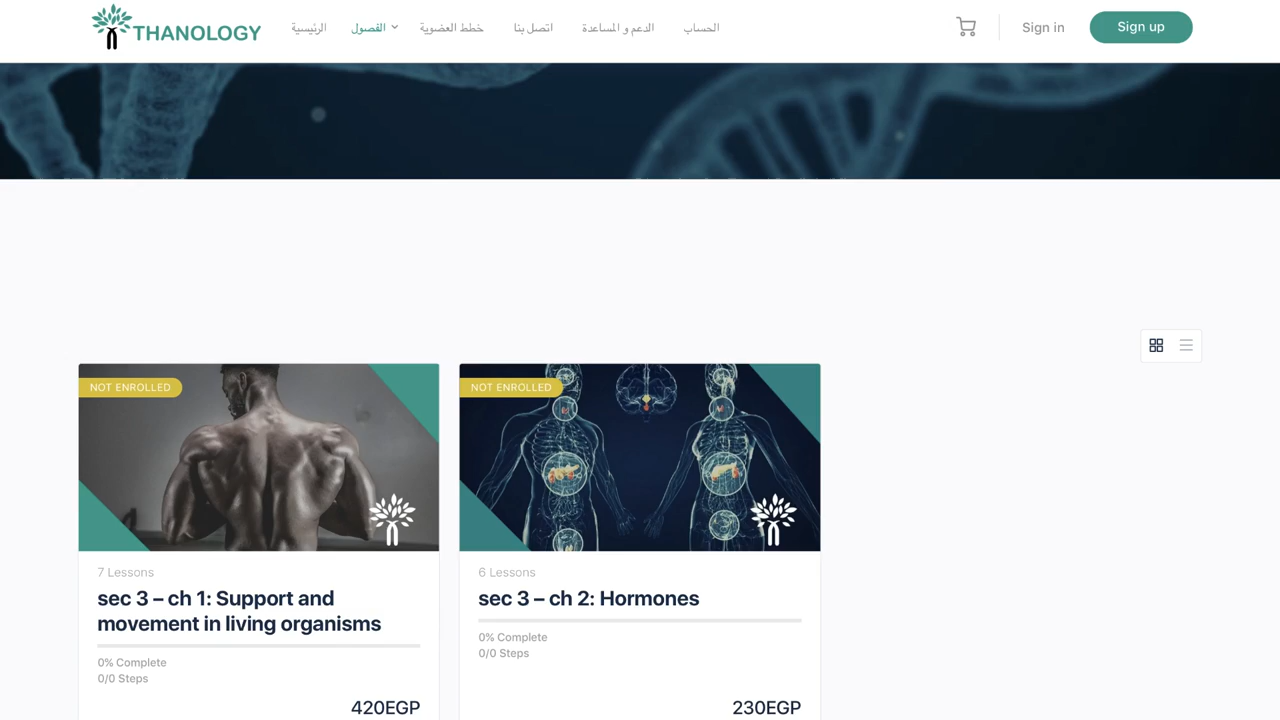 THANOLOGY
الرئيسية
الفصول
خطط العضوية
اتصل بنا
الدعم و المساعدة
الحساب
Sign in
Sign up
NOT ENROLLED
7 Lessons
sec 3 – ch 1: Support and
movement in living organisms
0% Complete
0/0 Steps
420EGP
NOT ENROLLED
6 Lessons
sec 3 – ch 2: Hormones
0% Complete
0/0 Steps
230EGP